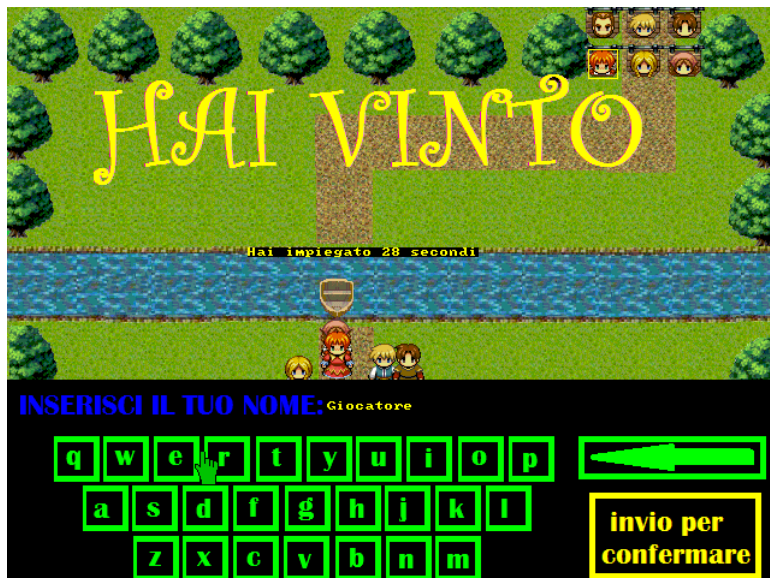 HAI VINTO
Hai impiegato 28 secondi
INSERISCI IL TUO NOME: Giocatore
q w e r t y u i o p
a s d f g h j k l
invio per
confermare
z x c v b n m